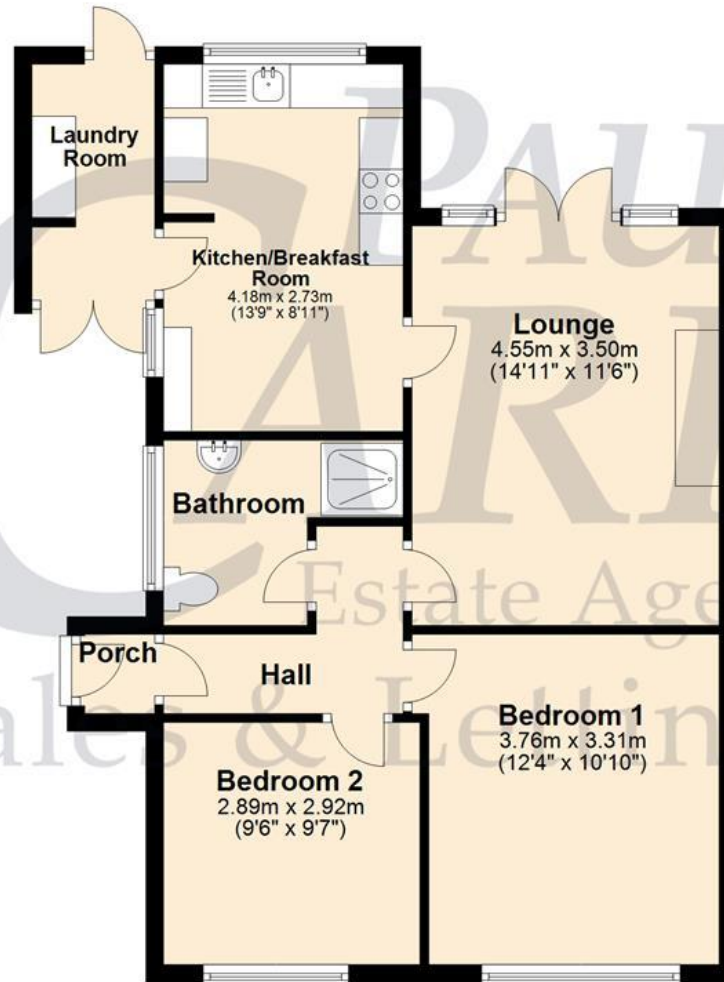 Laundry
Room
Kitchen/Breakfast
Room
4.18m x 2.73m
(13'9" x 8'11")
Lounge
4.55m x 3.50m
(14'11" x 11'6")
Bathroom
Porch
Hall
Bedroom 1
3.76m x 3.31m
(12'4" x 10'10")
Bedroom 2
2.89m x 2.92m
(9'6" x 9'7")
PAU
CARR
Estate Age
ales & Lettin